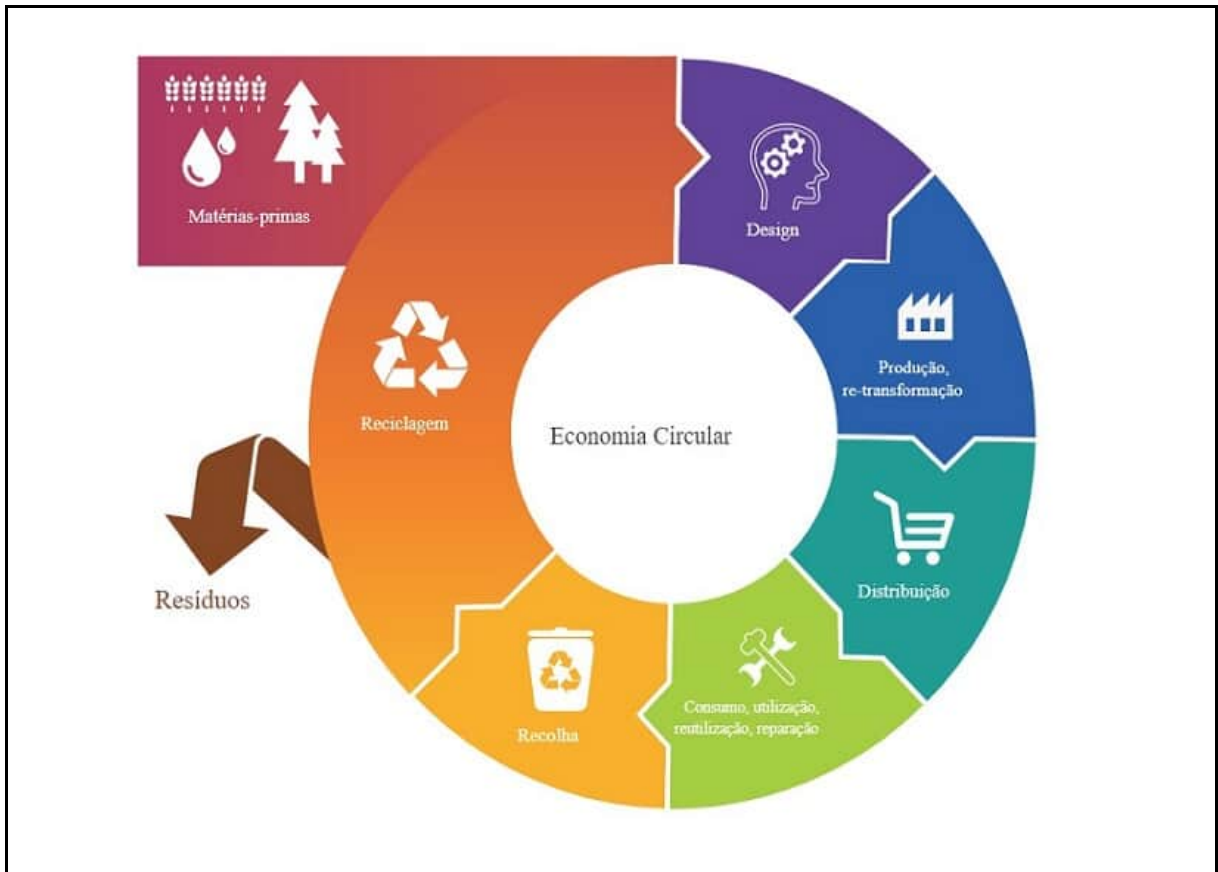 Matérias-primas
Design
Produção,
re-transformação
Reciclagem
Economia Circular
Distribuição
Resíduos
Consumo, utilização,
reutilização, reparação
Recolha